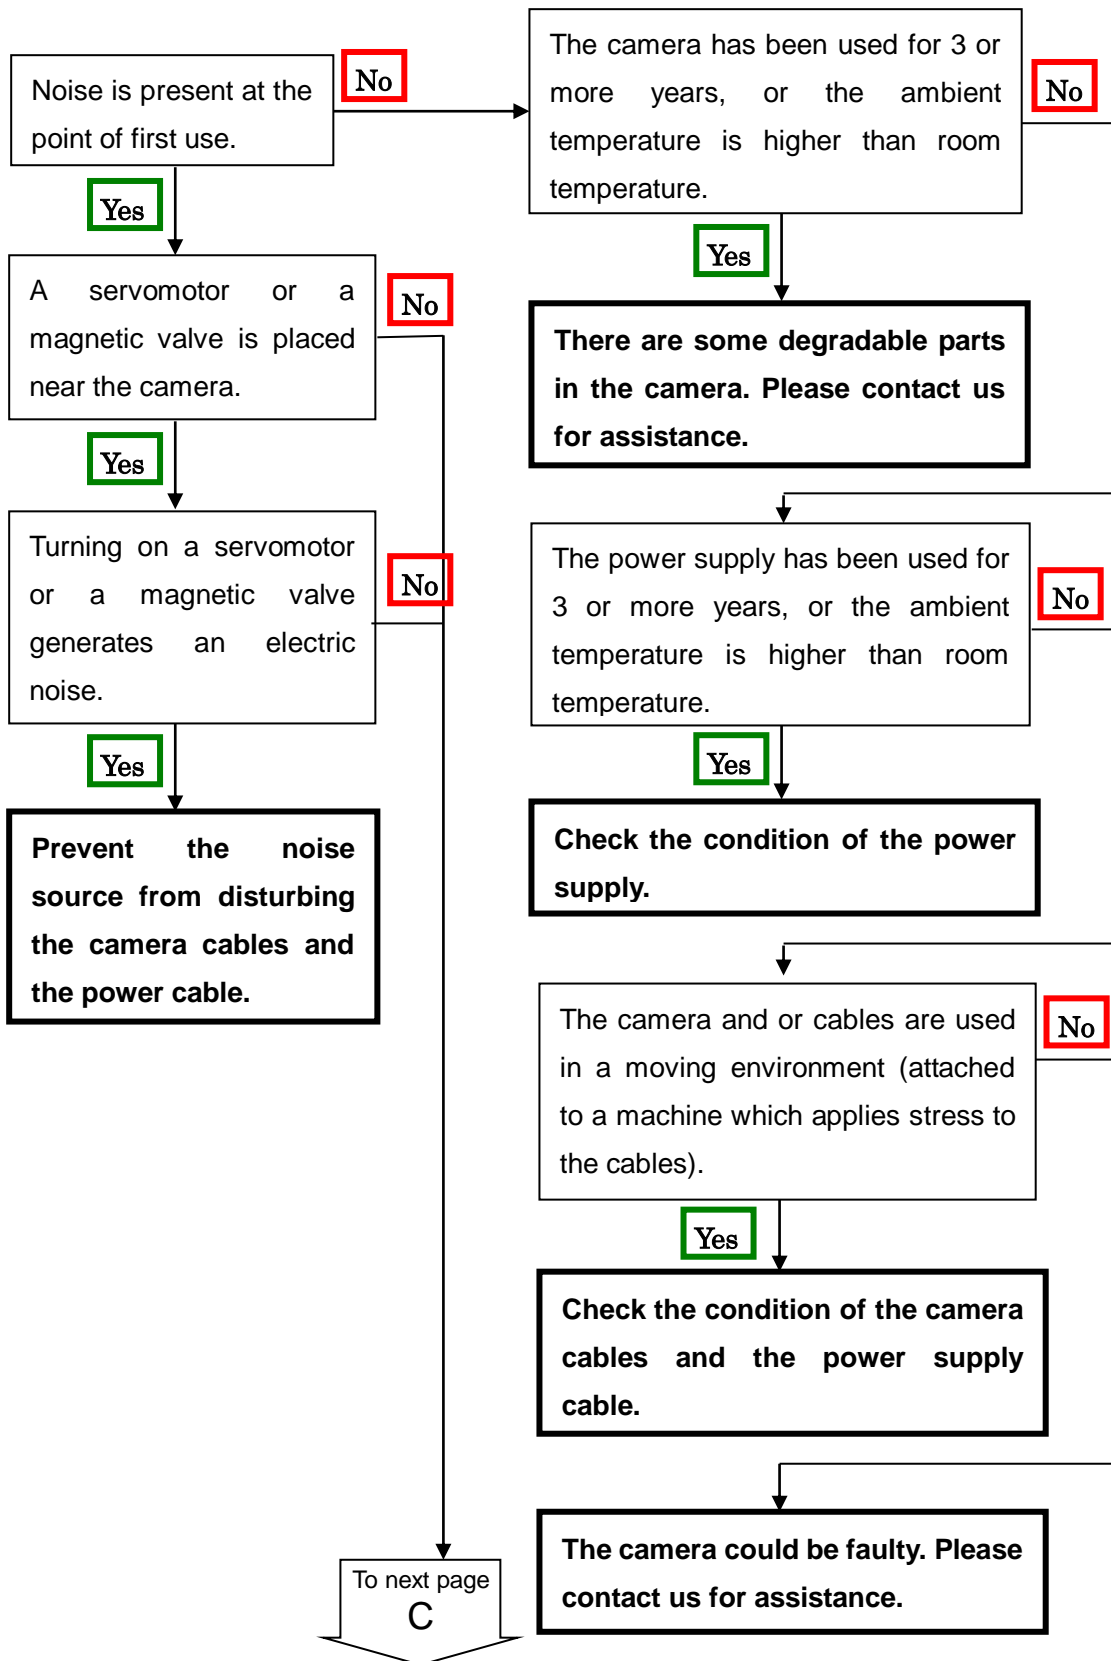 Noise is present at the
point of first use.
No
Yes
A servomotor or a
magnetic valve is placed
near the camera.
No
Yes
Turning on a servomotor
or a magnetic valve
generates an electric
noise.
No
Yes
Prevent the noise
source from disturbing
the camera cables and
the power cable.
To next page
C
The camera has been used for 3 or
more years, or the ambient
temperature is higher than room
temperature.
No
Yes
There are some degradable parts
in the camera. Please contact us
for assistance.
The power supply has been used for
3 or more years, or the ambient
temperature is higher than room
temperature.
No
Yes
Check the condition of the power
supply.
The camera and or cables are used
in a moving environment (attached
to a machine which applies stress to
the cables).
No
Yes
Check the condition of the camera
cables and the power supply
cable.
The camera could be faulty. Please
contact us for assistance.